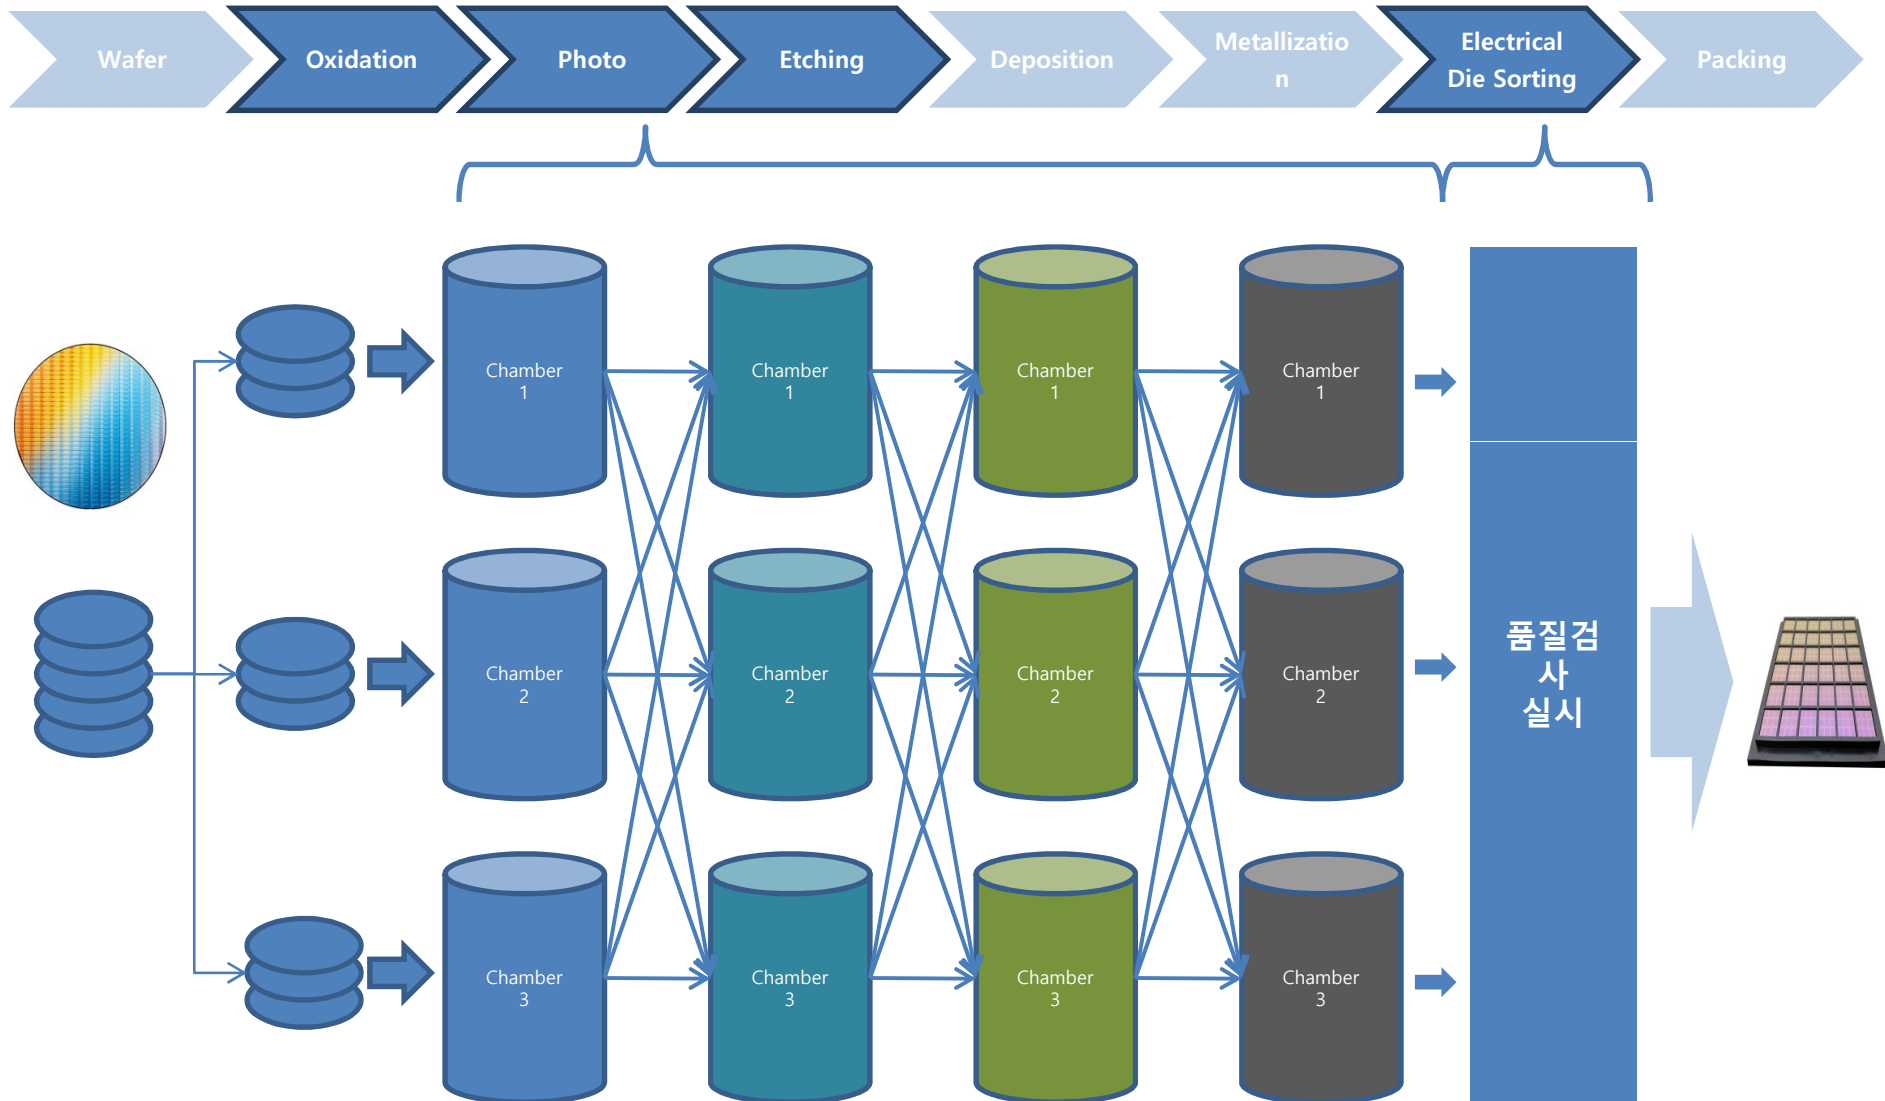 Wafer
Oxidation
Photo
Etching
Deposition
Metallizatio
n
Electrical
Die Sorting
Packing
Chamber
1
Chamber
1
Chamber
1
Chamber
1
Chamber
2
Chamber
2
Chamber
2
Chamber
2
품질검
사
실시
Chamber
3
Chamber
3
Chamber
3
Chamber
3